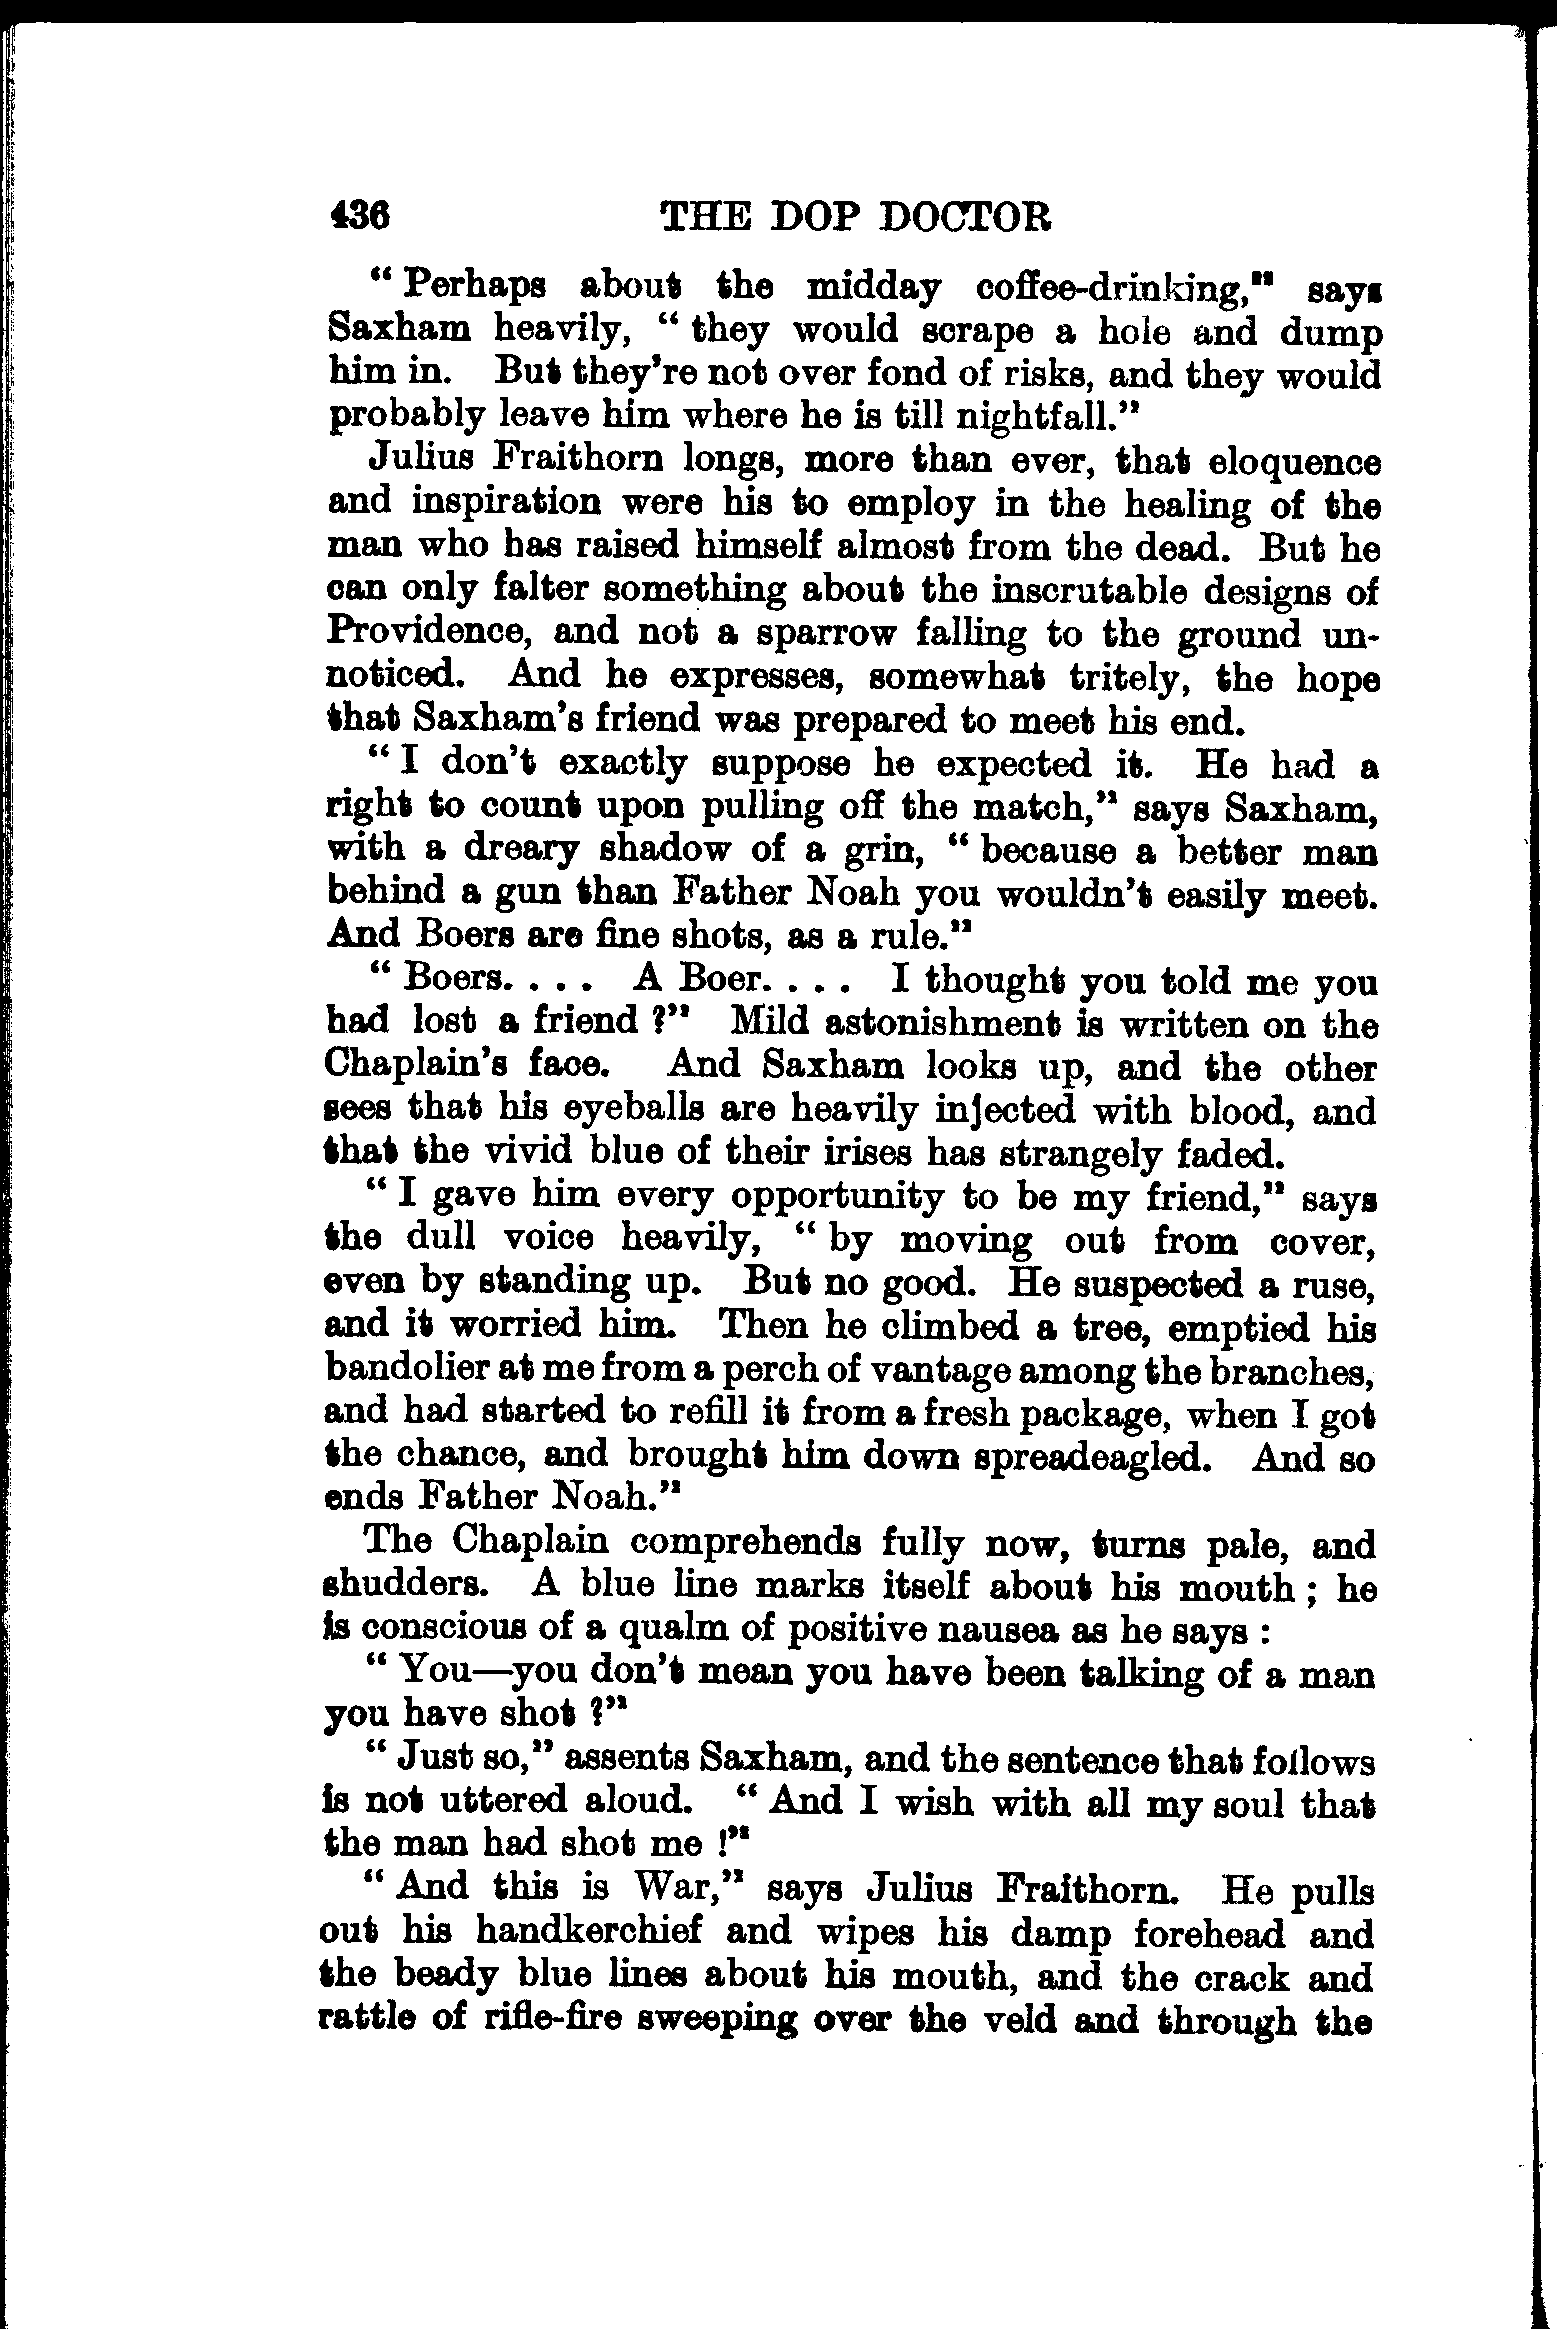 436 THE DOP DOCTOR
“ Perhaps about the midday coffee-drinking,” says
Saxham heavily, “ they would scrape a hole and dump
him in. But they’re not over fond of risks, and they would
probably leave him where he is till nightfall.”
Julius Fraithorn longs, more than ever, that eloquence
and inspiration were his to employ in the healing of the
man who has raised himself almost from the dead. But he
can only falter something about the inscrutable designs of
Providence, and not a sparrow falling to the ground un-
noticed. And he expresses, somewhat tritely, the hope
that Saxham’s friend was prepared to meet his end.
“ I don’t exactly suppose he expected it. He had a
right to count upon pulling off the match,” says Saxham,
with a dreary shadow of a grin, “ because a better man
behind a gun than Father Noah you wouldn’t easily meet.
And Boers are fine shots, as a rule.”
“ Boers. . . . A Boer. . . . I thought you told me you
had lost a friend ?” Mild astonishment is written on the
Chaplain’s face. And Saxham looks up, and the other
sees that his eyeballs are heavily injected with blood, and
that the vivid blue of their irises has strangely faded.
“ I gave him every opportunity to be my friend,” says
the dull voice heavily, “ by moving out from cover,
even by standing up. But no good. He suspected a ruse,
and it worried him. Then he climbed a tree, emptied his
bandolier at me from a perch of vantage among the branches,
and had started to refill it from a fresh package, when I got
the chance, and brought him down spreadeagled. And so
ends Father Noah.”
The Chaplain comprehends fully now, turns pale, and
shudders. A blue line marks itself about his mouth ; he
is conscious of a qualm of positive nausea as he says :
“ You—you don’t mean you have been talking of a man
you have shot ?”
“ Just so,” assents Saxham, and the sentence that follows
is not uttered aloud. “ And I wish with all my soul that
the man had shot me !”
“ And this is War,” says Julius Fraithorn. He pulls
out his handkerchief and wipes his damp forehead and
the beady blue lines about his mouth, and the crack and
rattle of rifle-fire sweeping over the veld and through the